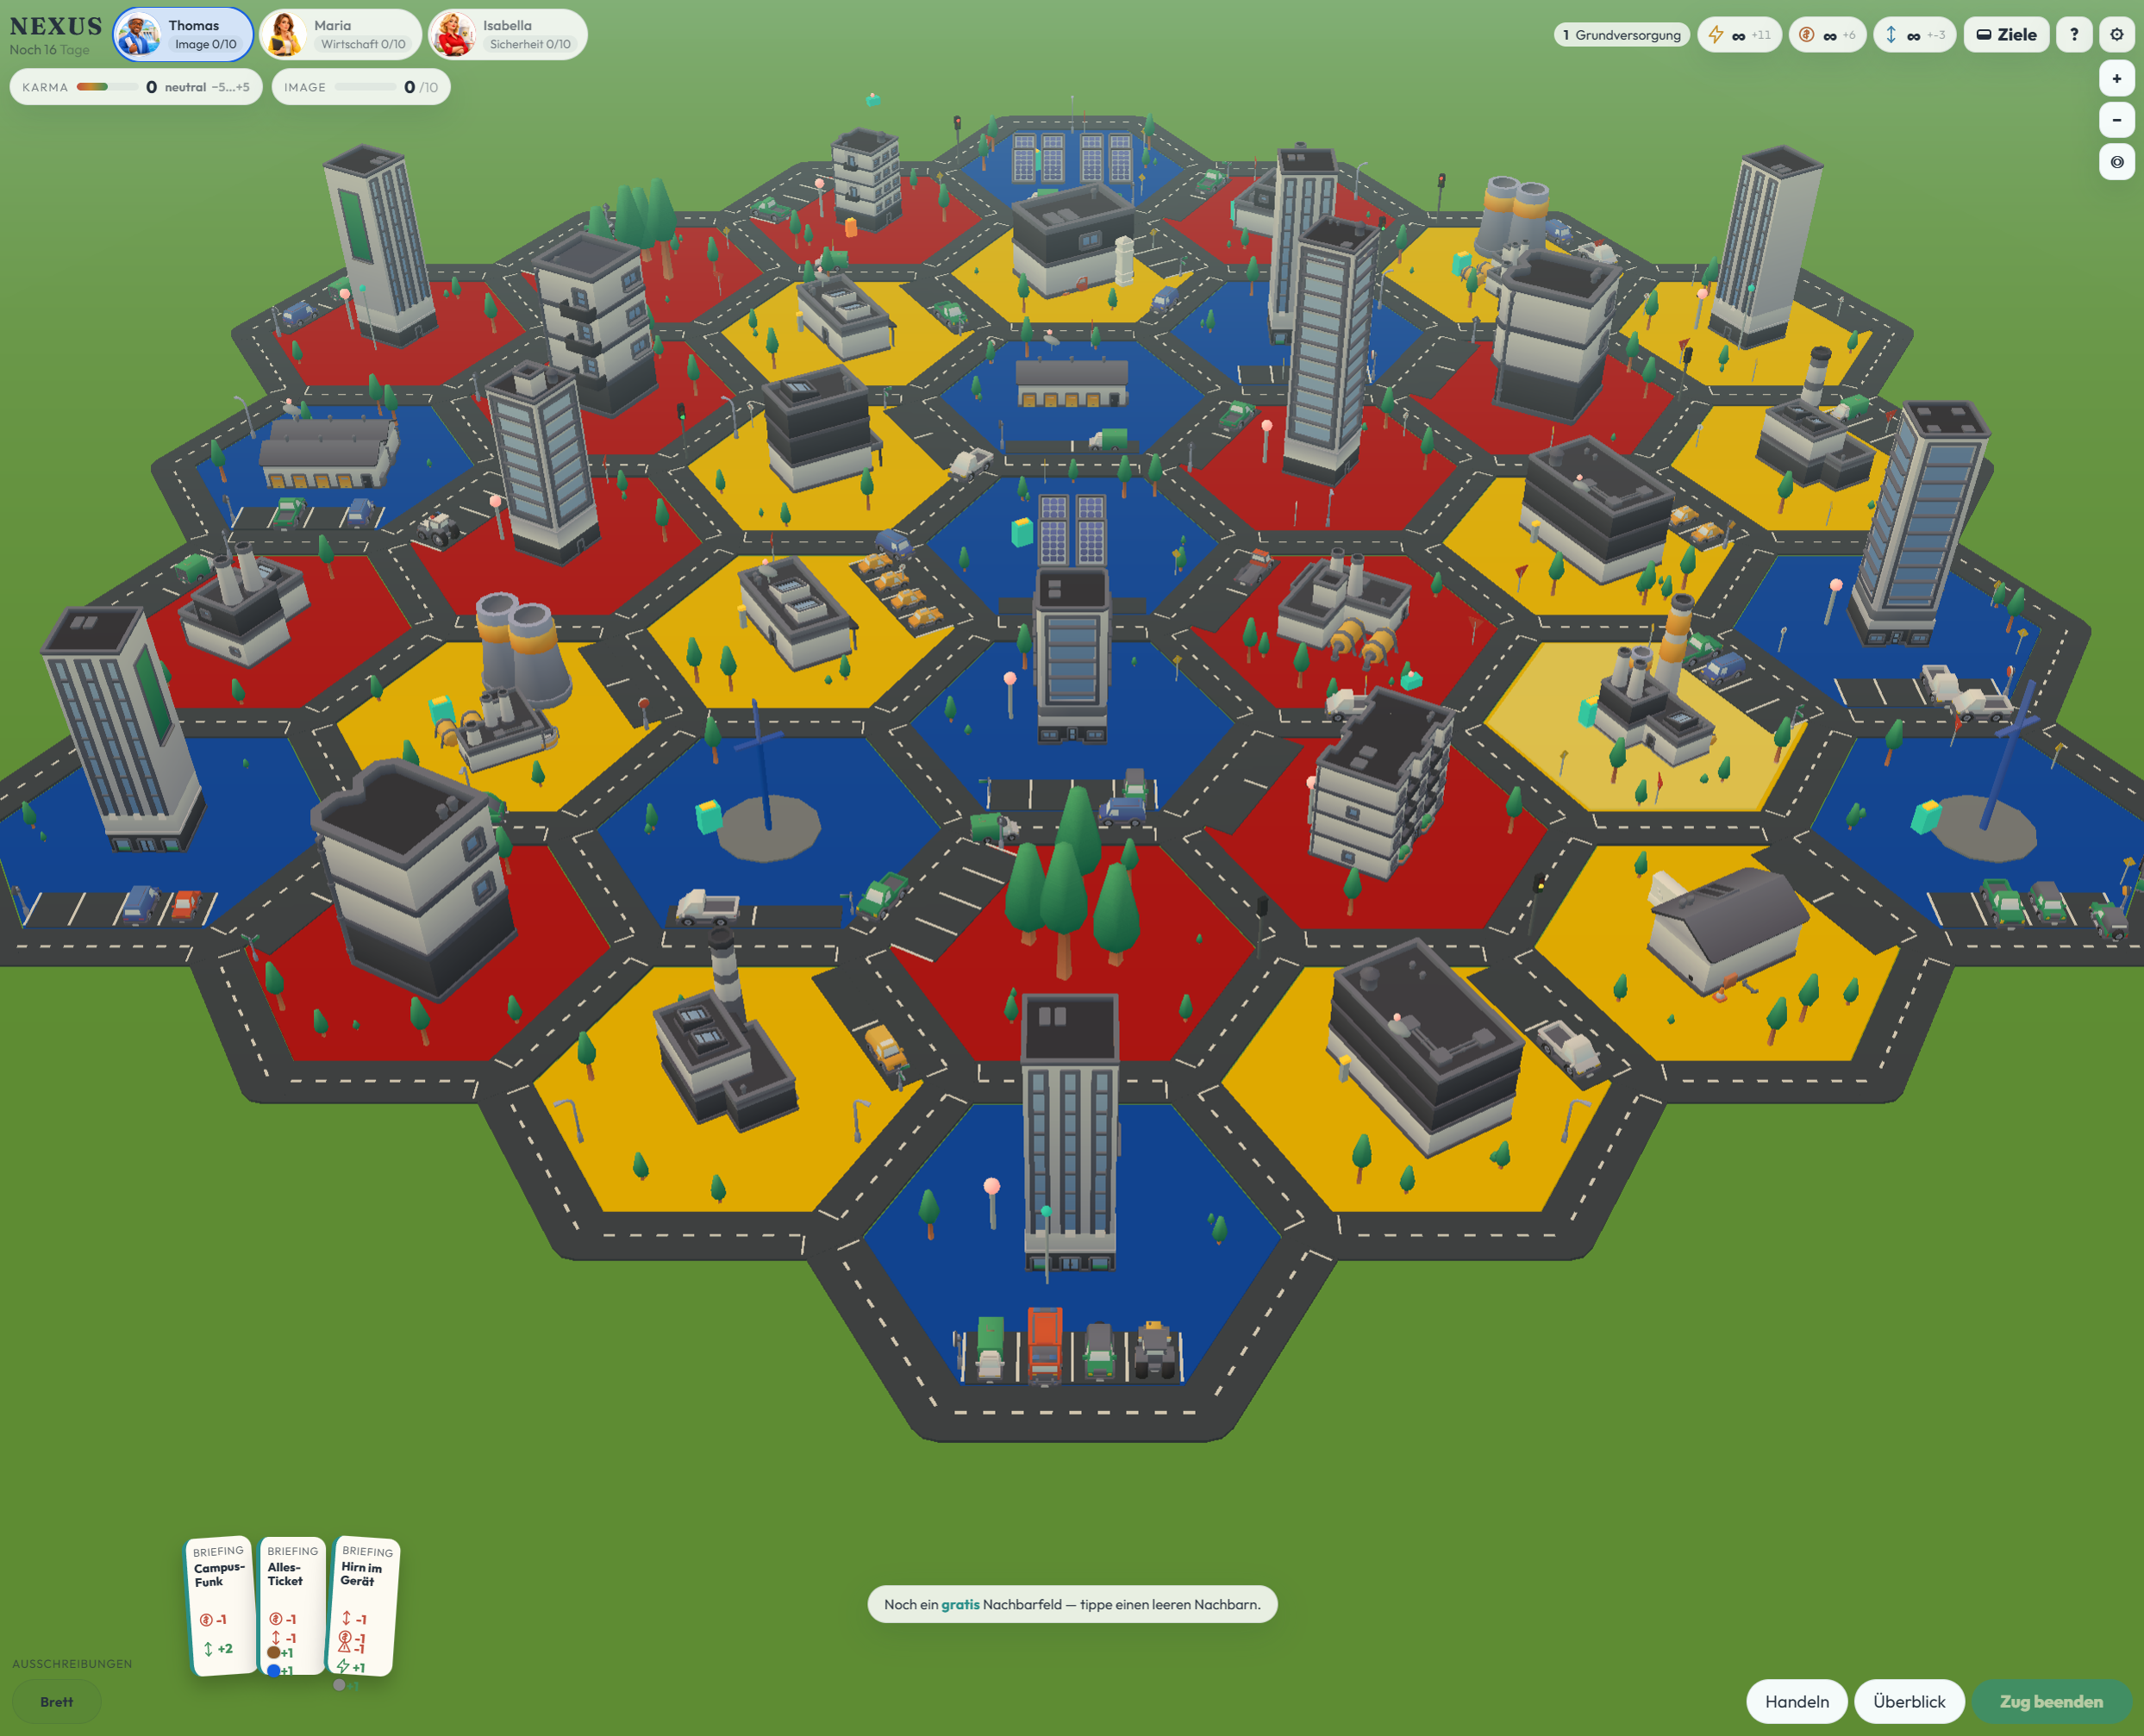 NEXUS
Noch 16 Tage
Thomas
Image 0/10
Maria
Wirtschaft 0/10
Isabella
Sicherheit 0/10
1 Grundversorgung
∞ +11
∞ +6
∞ +-3
Ziele
?
KARMA 0 neutral −5…+5
IMAGE 0 /10
+
−
BRIEFING
Campus-
Funk
-1
+2
BRIEFING
Alles-
Ticket
-1
-1
+1
+1
BRIEFING
Hirn im
Gerät
-1
-1
-1
+1
+1
Noch ein gratis Nachbarfeld — tippe einen leeren Nachbarn.
AUSSCHREIBUNGEN
Brett
Handeln
Überblick
Zug beenden